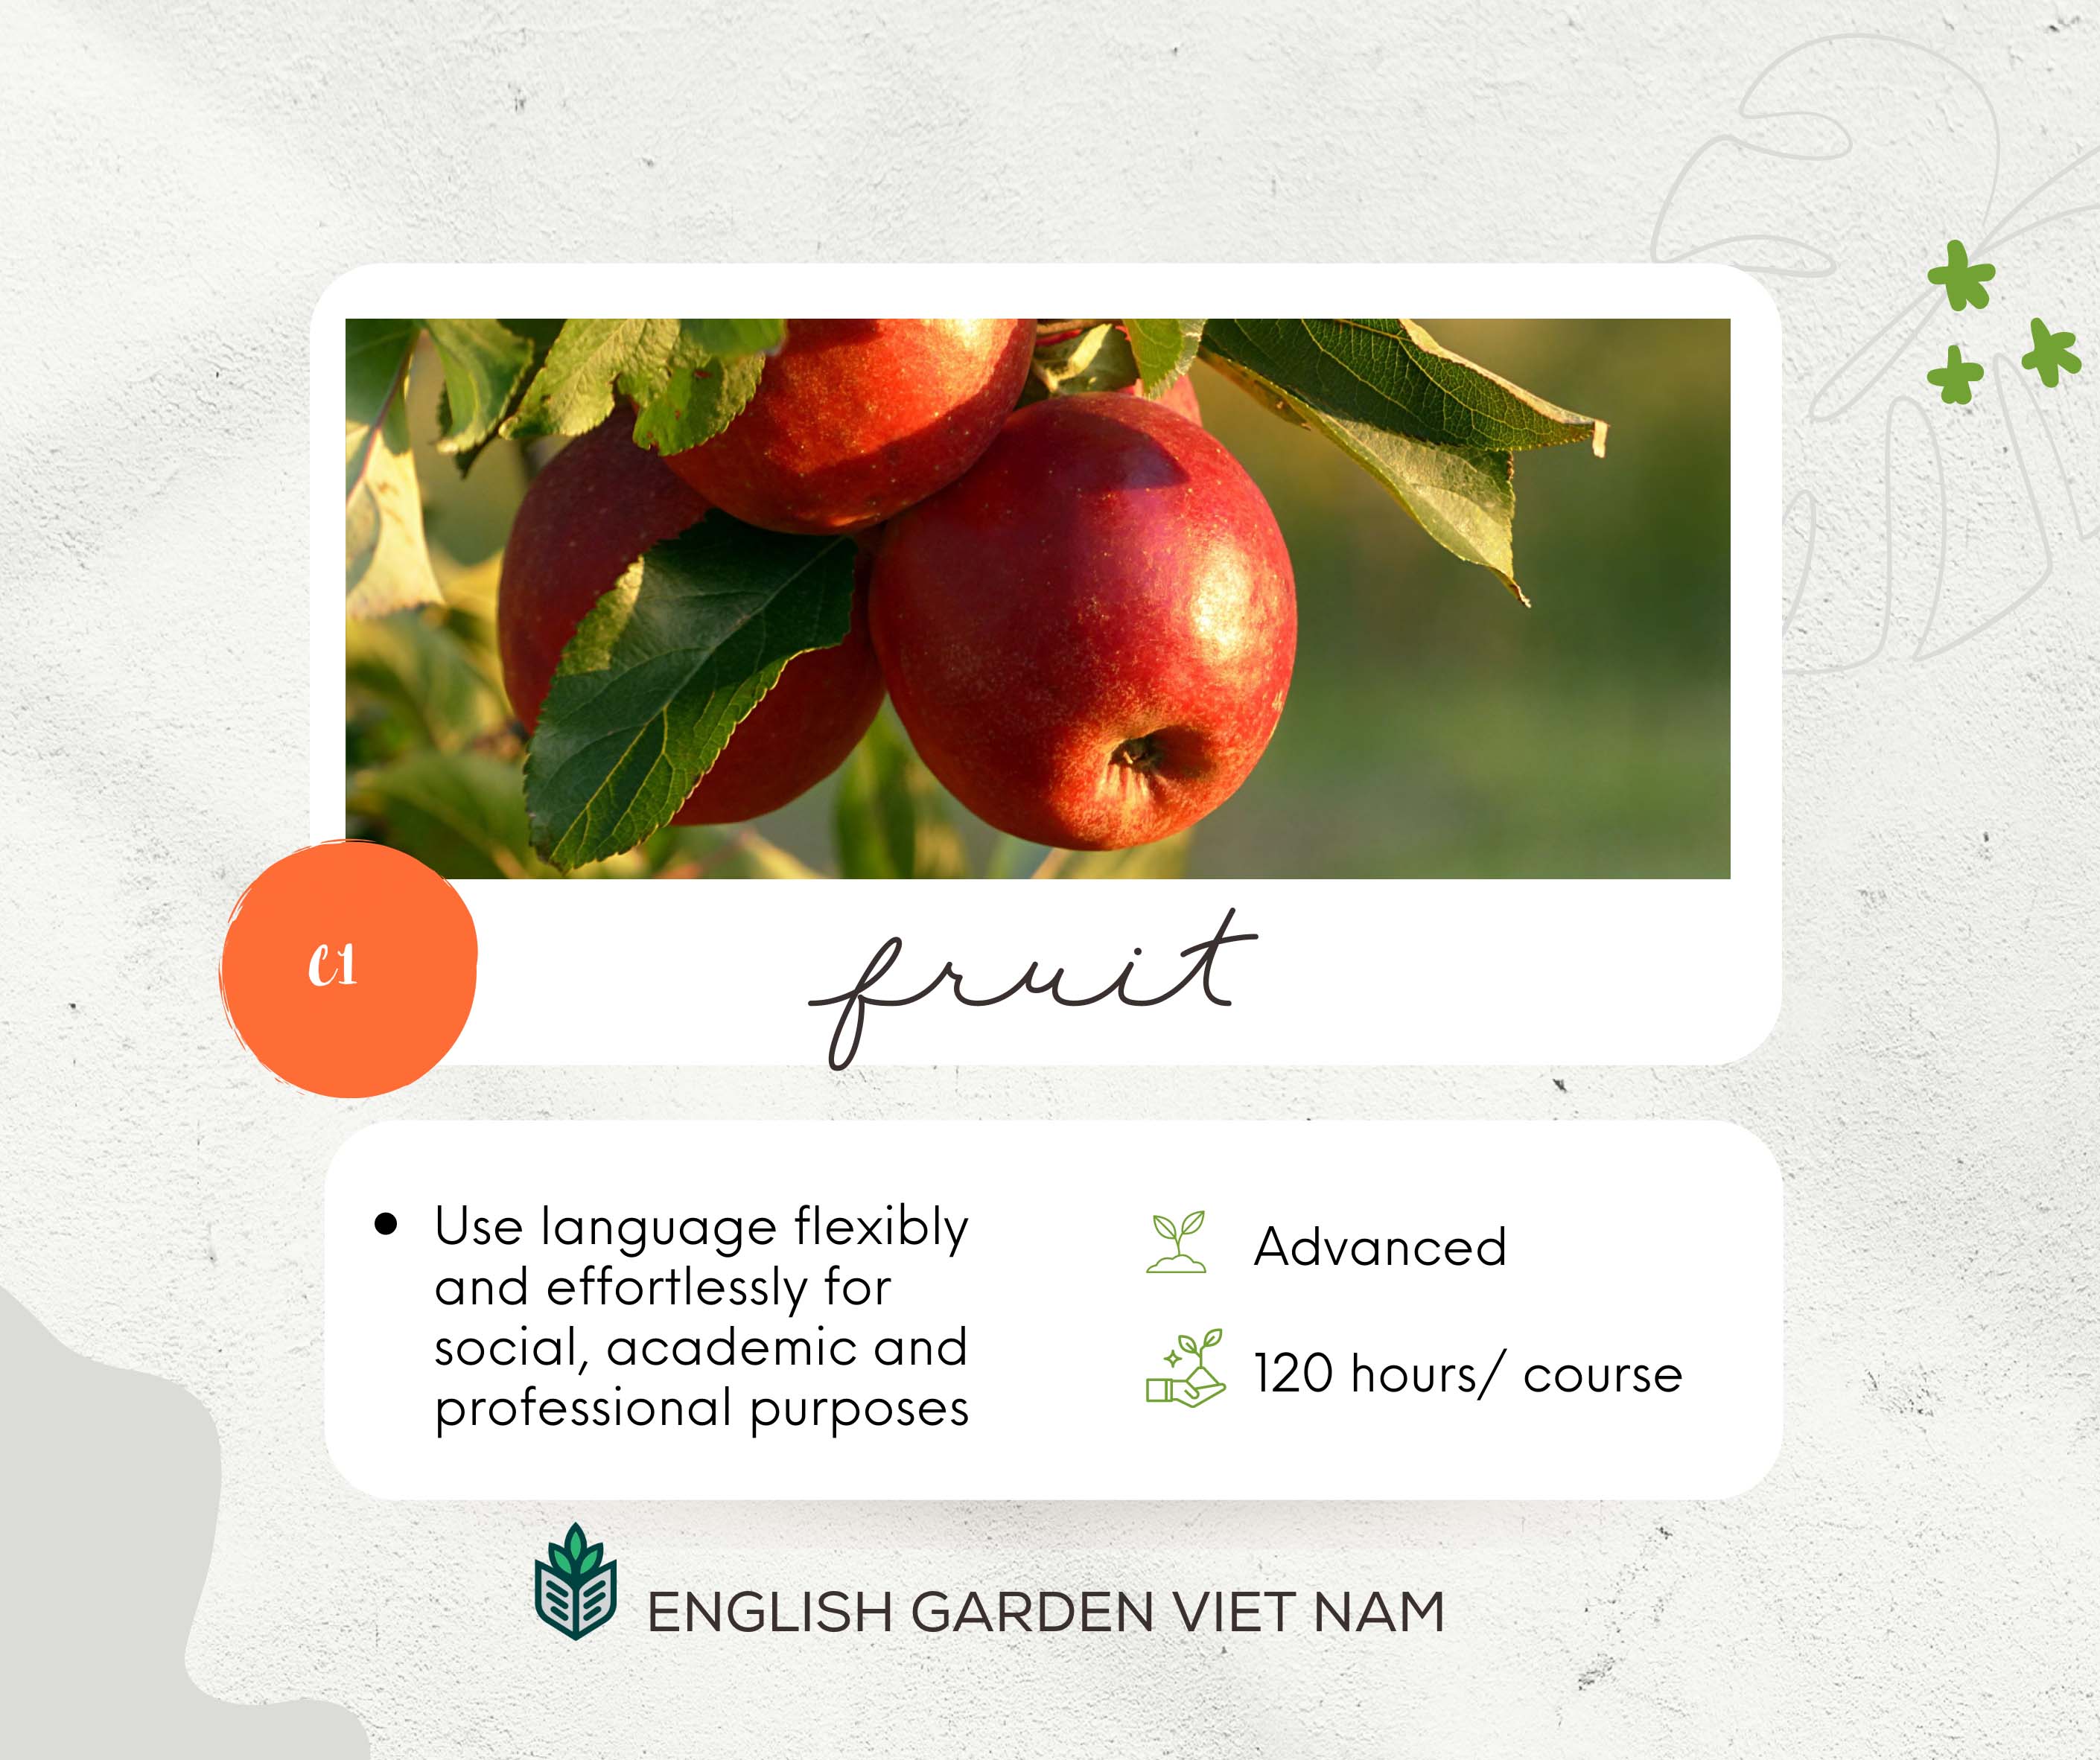 C1
fruit
• Use language flexibly
and effortlessly for
social, academic and
professional purposes
Advanced
120 hours/ course
ENGLISH GARDEN VIET NAM